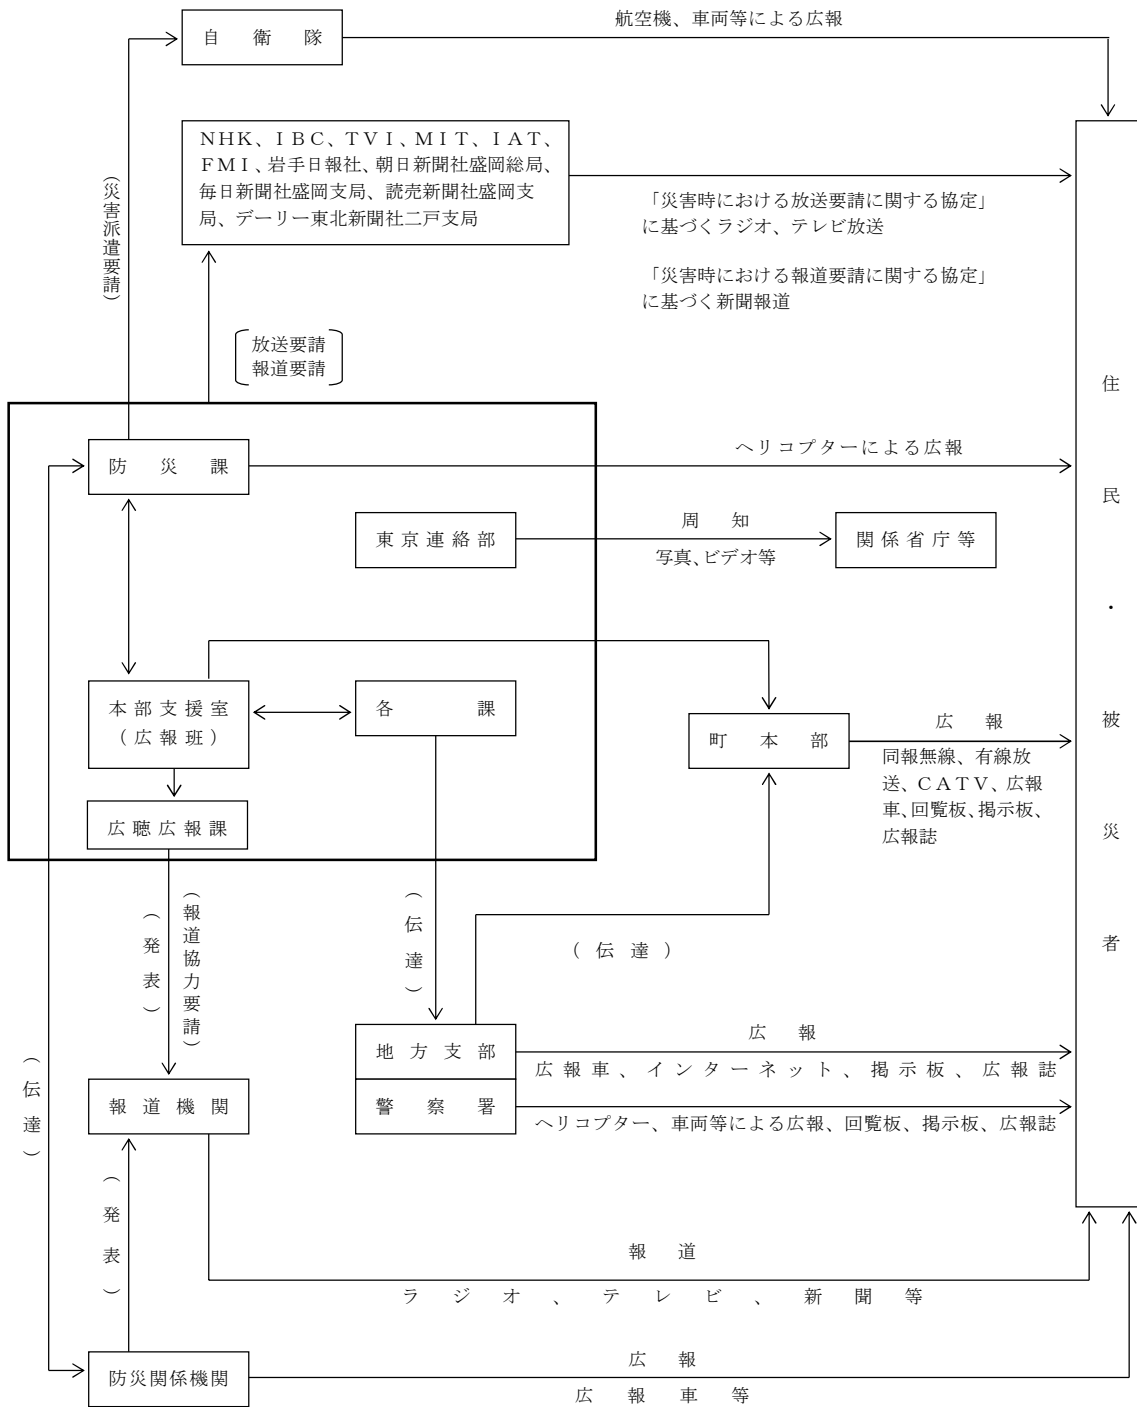 航空機、車両等による広報
自衛隊
(災害派遣要請)
NHK、IBC、TVI、MIT、IAT、
FMI、岩手日報社、朝日新聞社盛岡総局、
毎日新聞社盛岡支局、読売新聞社盛岡支
局、デーリー東北新聞社二戸支局
「災害時における放送要請に関する協定」
に基づくラジオ、テレビ放送
「災害時における報道要請に関する協定」
に基づく新聞報道
放送要請
報道要請
住民・被災者
防災課
ヘリコプターによる広報
東京連絡部
周知
写真、ビデオ等
関係省庁等
本部支援室
(広報班)
各課
町本部
広報
同報無線、有線放
送、CATV、広報
車、回覧板、掲示板、
広報誌
広聴広報課
(発表)
(報道協力要請)
(伝達)
(伝達)
(伝達)
地方支部
広報
広報車、インターネット、掲示板、広報誌
警察署
ヘリコプター、車両等による広報、回覧板、掲示板、広報誌
報道機関
(発表)
報道
ラジオ、テレビ、新聞等
防災関係機関
広報
広報車等